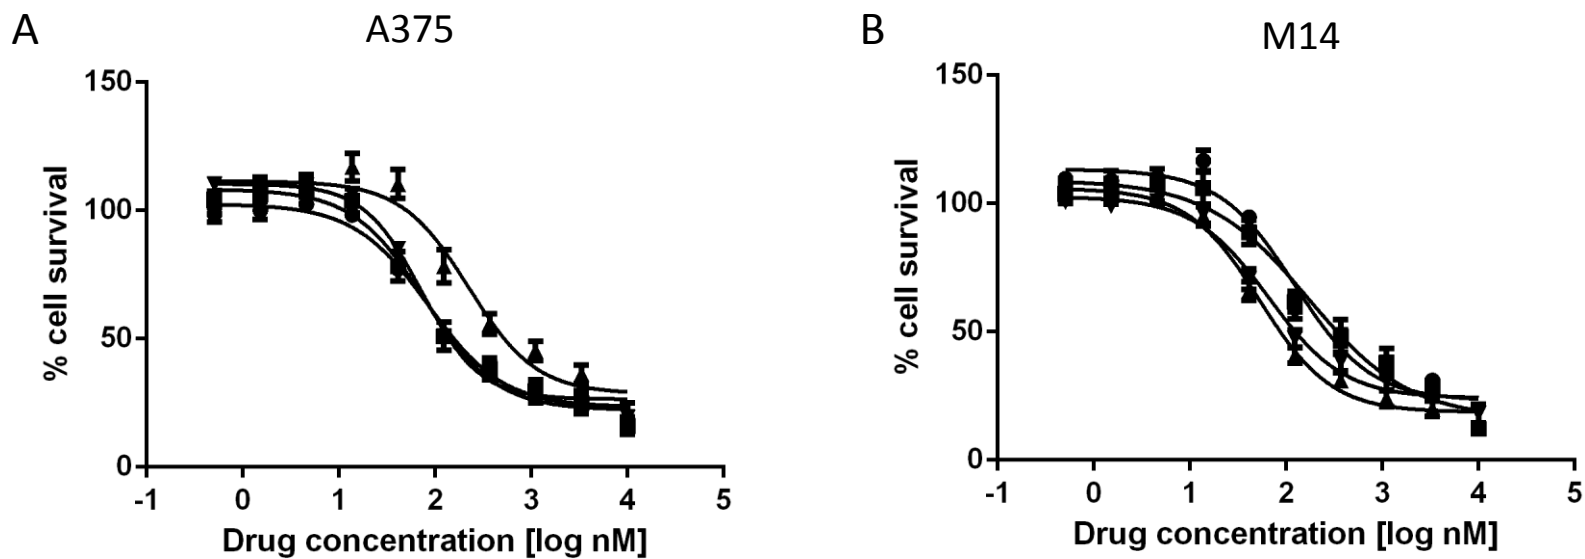 A
A375
150
100
50
0
% cell survival
-1 0 1 2 3 4 5
Drug concentration [log nM]
B
M14
150
100
50
0
% cell survival
-1 0 1 2 3 4 5
Drug concentration [log nM]